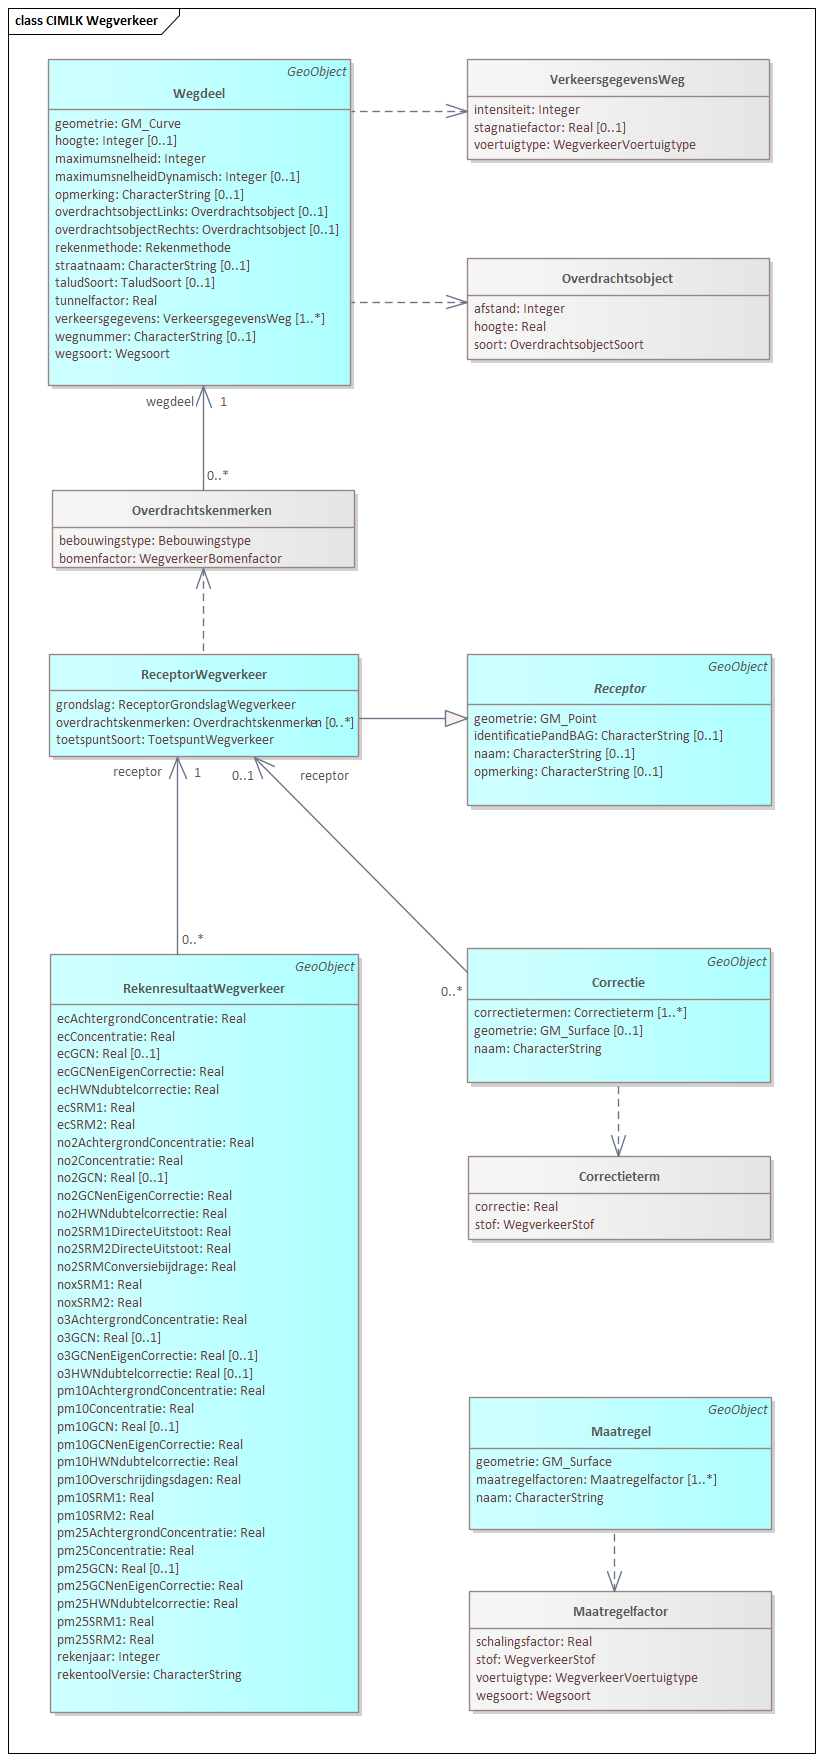 class CIMLK Wegverkeer
GeoObject
Wegdeel
geometrie: GM_Curve
hoogte: Integer [0..1]
maximumsnelheid: Integer
maximumsnelheidDynamisch: Integer [0..1]
opmerking: CharacterString [0..1]
overdrachtsobjectLinks: Overdrachtsobject [0..1]
overdrachtsobjectRechts: Overdrachtsobject [0..1]
rekenmethode: Rekenmethode
straatnaam: CharacterString [0..1]
taludSoort: TaludSoort [0..1]
tunnelfactor: Real
verkeersgegevens: VerkeersgegevensWeg [1..*]
wegnummer: CharacterString [0..1]
wegsoort: Wegsoort
VerkeersgegevensWeg
intensiteit: Integer
stagnatiefactor: Real [0..1]
voertuigtype: WegverkeerVoertuigtype
Overdrachtsobject
afstand: Integer
hoogte: Real
soort: OverdrachtsobjectSoort
wegdeel 1
0..*
Overdrachtskenmerken
bebouwingstype: Bebouwingstype
bomenfactor: WegverkeerBomenfactor
ReceptorWegverkeer
grondslag: ReceptorGrondslagWegverkeer
overdrachtskenmerken: Overdrachtskenmerken [0..*]
toetspuntSoort: ToetspuntWegverkeer
GeoObject
Receptor
geometrie: GM_Point
identificatiePandBAG: CharacterString [0..1]
naam: CharacterString [0..1]
opmerking: CharacterString [0..1]
receptor 1
0..1 receptor
0..*
0..*
GeoObject
RekenresultaatWegverkeer
ecAchtergrondConcentratie: Real
ecConcentratie: Real
ecGCN: Real [0..1]
ecGCNenEigenCorrectie: Real
ecHWNdubtelcorrectie: Real
ecSRM1: Real
ecSRM2: Real
no2AchtergrondConcentratie: Real
no2Concentratie: Real
no2GCN: Real [0..1]
no2GCNenEigenCorrectie: Real
no2HWNdubtelcorrectie: Real
no2SRM1DirecteUitstoot: Real
no2SRM2DirecteUitstoot: Real
no2SRMConversiebijdrage: Real
noxSRM1: Real
noxSRM2: Real
o3AchtergrondConcentratie: Real
o3GCN: Real [0..1]
o3GCNenEigenCorrectie: Real [0..1]
o3HWNdubtelcorrectie: Real [0..1]
pm10AchtergrondConcentratie: Real
pm10Concentratie: Real
pm10GCN: Real [0..1]
pm10GCNenEigenCorrectie: Real
pm10HWNdubtelcorrectie: Real
pm10Overschrijdingsdagen: Real
pm10SRM1: Real
pm10SRM2: Real
pm25AchtergrondConcentratie: Real
pm25Concentratie: Real
pm25GCN: Real [0..1]
pm25GCNenEigenCorrectie: Real
pm25HWNdubtelcorrectie: Real
pm25SRM1: Real
pm25SRM2: Real
rekenjaar: Integer
rekentoolVersie: CharacterString
GeoObject
Correctie
correctietermen: Correctieterm [1..*]
geometrie: GM_Surface [0..1]
naam: CharacterString
Correctieterm
correctie: Real
stof: WegverkeerStof
GeoObject
Maatregel
geometrie: GM_Surface
maatregelfactoren: Maatregelfactor [1..*]
naam: CharacterString
Maatregelfactor
schalingsfactor: Real
stof: WegverkeerStof
voertuigtype: WegverkeerVoertuigtype
wegsoort: Wegsoort